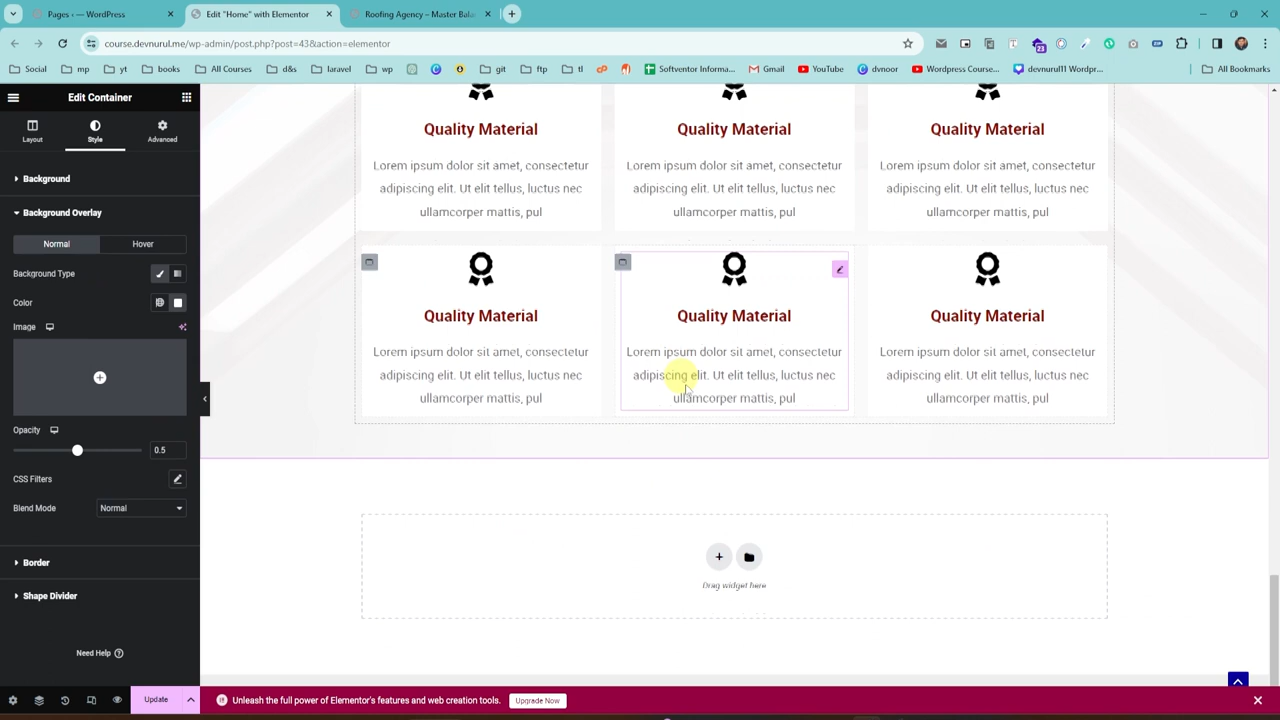 Pages ‹ — WordPress
Edit "Home" with Elementor
Roofing Agency – Master Bala
course.devnurul.me/wp-admin/post.php?post=43&action=elementor
23
Social
mp
yt
books
All Courses
d&s
laravel
wp
git
ftp
tl
Softventor Informa...
Gmail
YouTube
dvnoor
Wordpress Course...
devnurul11 Wordpr...
All Bookmarks
Edit Container
Layout
Style
Advanced
Background
Background Overlay
Normal
Hover
Background Type
Color
Image
Opacity
0.5
CSS Filters
Blend Mode
Normal
Border
Shape Divider
Need Help
Update
Quality Material
Lorem ipsum dolor sit amet, consectetur
adipiscing elit. Ut elit tellus, luctus nec
ullamcorper mattis, pul
Quality Material
Lorem ipsum dolor sit amet, consectetur
adipiscing elit. Ut elit tellus, luctus nec
ullamcorper mattis, pul
Quality Material
Lorem ipsum dolor sit amet, consectetur
adipiscing elit. Ut elit tellus, luctus nec
ullamcorper mattis, pul
Quality Material
Lorem ipsum dolor sit amet, consectetur
adipiscing elit. Ut elit tellus, luctus nec
ullamcorper mattis, pul
Quality Material
Lorem ipsum dolor sit amet, consectetur
adipiscing elit. Ut elit tellus, luctus nec
ullamcorper mattis, pul
Quality Material
Lorem ipsum dolor sit amet, consectetur
adipiscing elit. Ut elit tellus, luctus nec
ullamcorper mattis, pul
Drag widget here
Unleash the full power of Elementor's features and web creation tools.
Upgrade Now